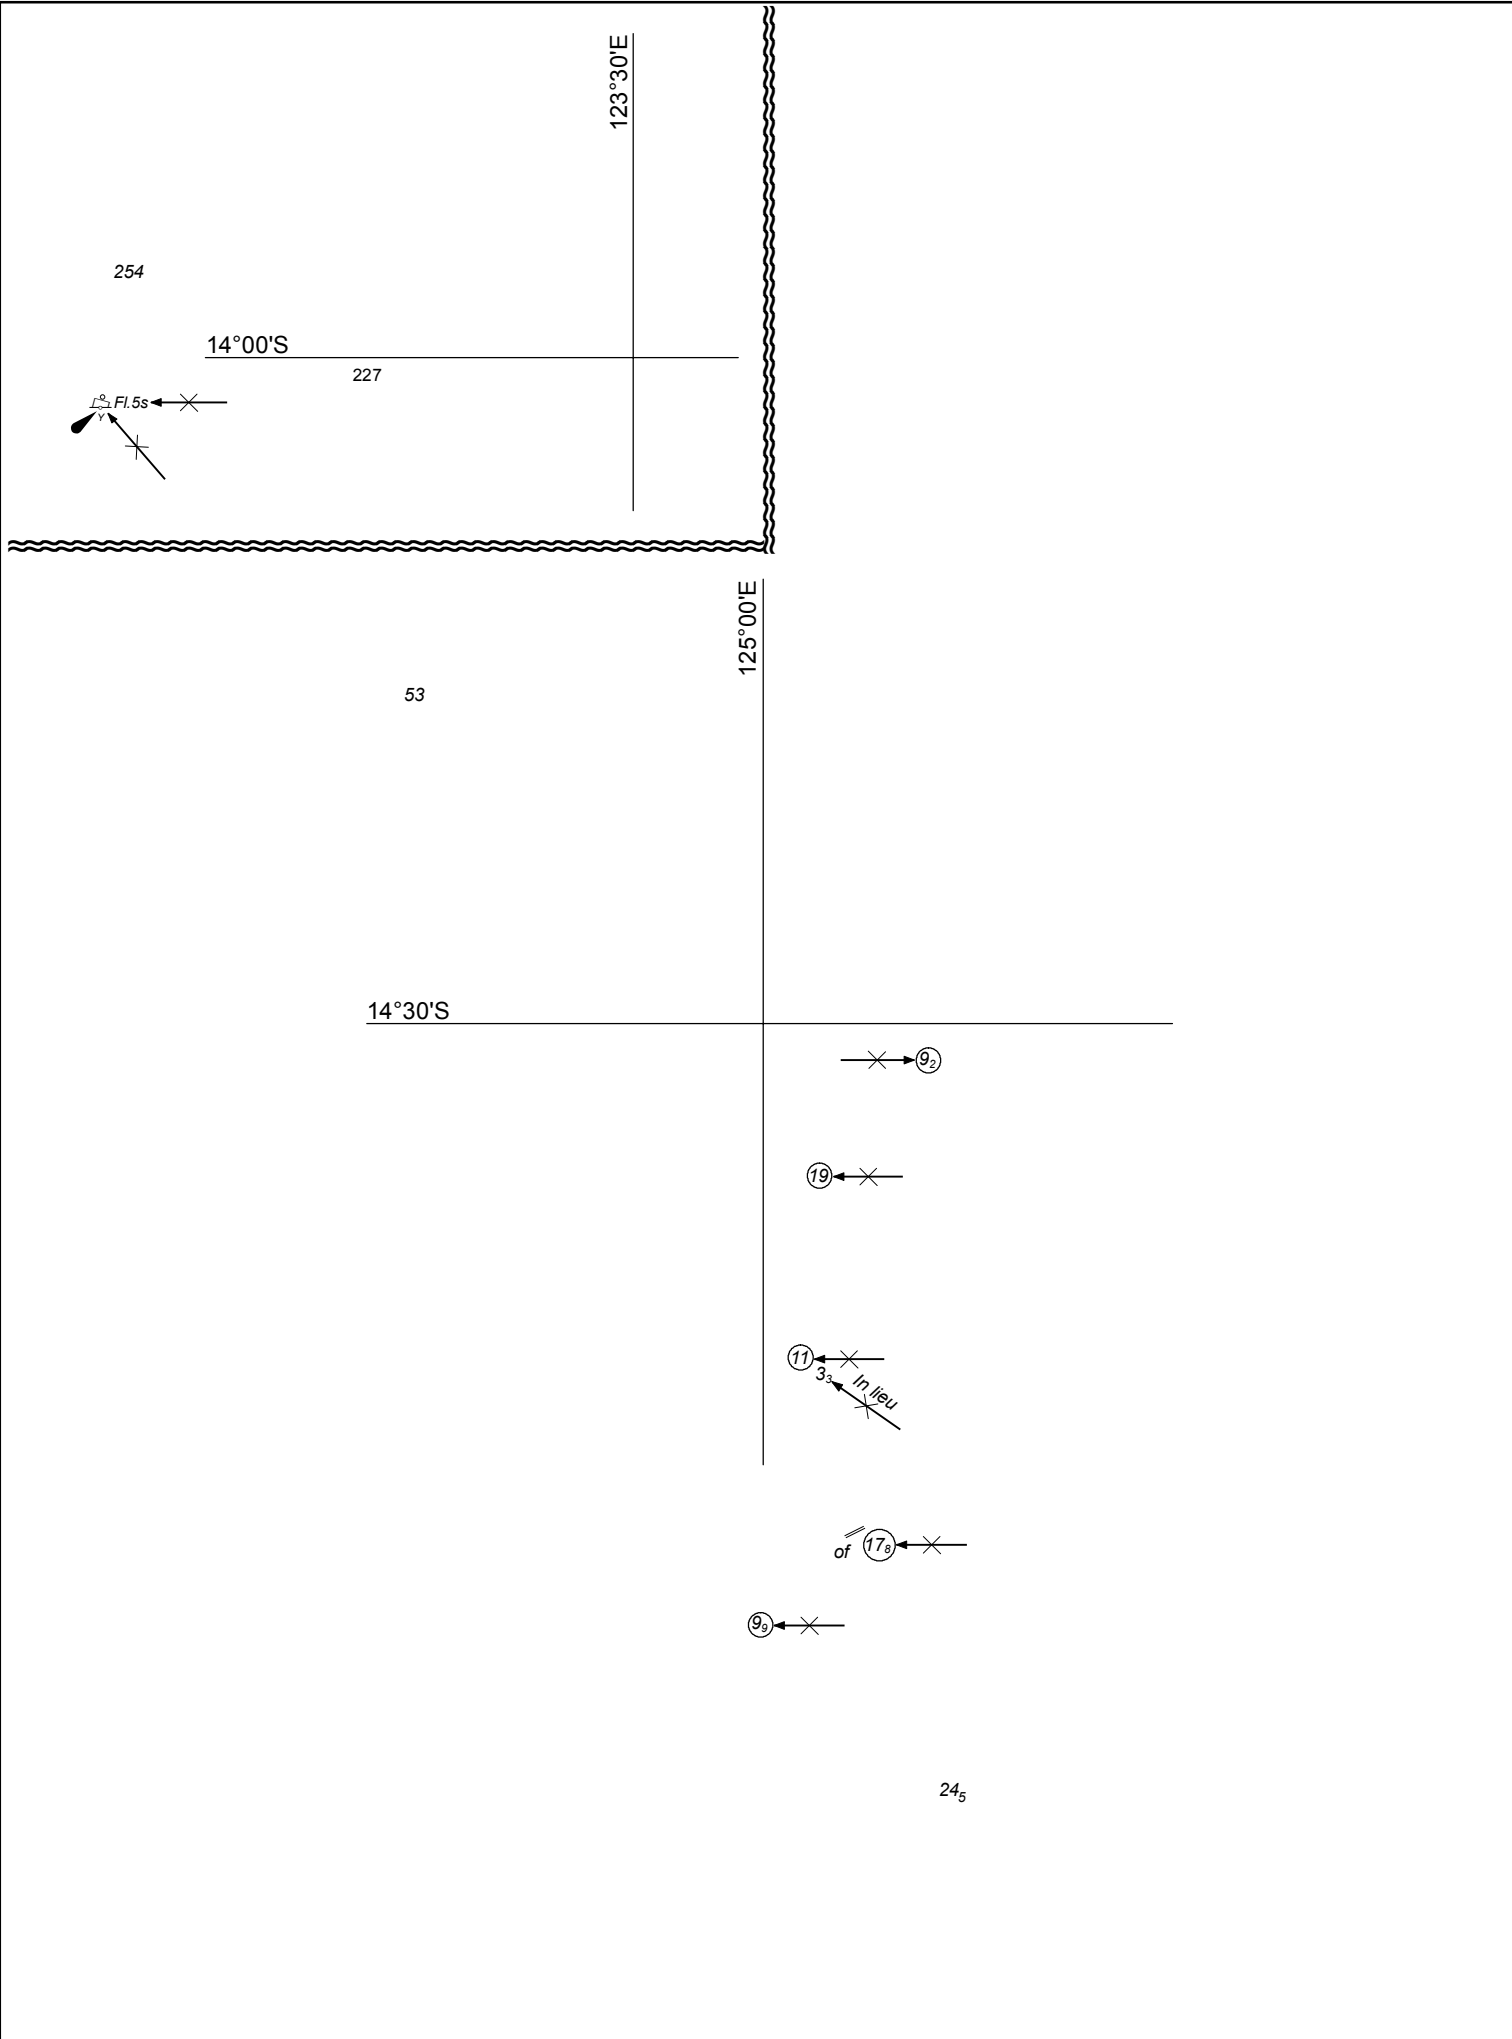 123°30'E
254
14°00'S
227
Fl.5s
Y
125°00'E
53
14°30'S
9₂
19
11
3₃
In lieu
of 17₈
9₉
24₅